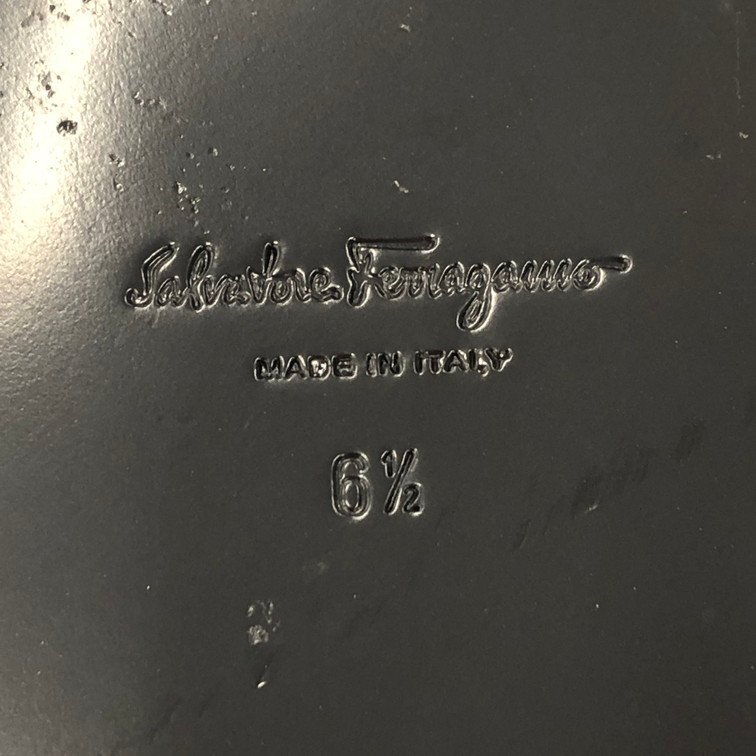 Salvatore Ferragamo
MADE IN ITALY
6½